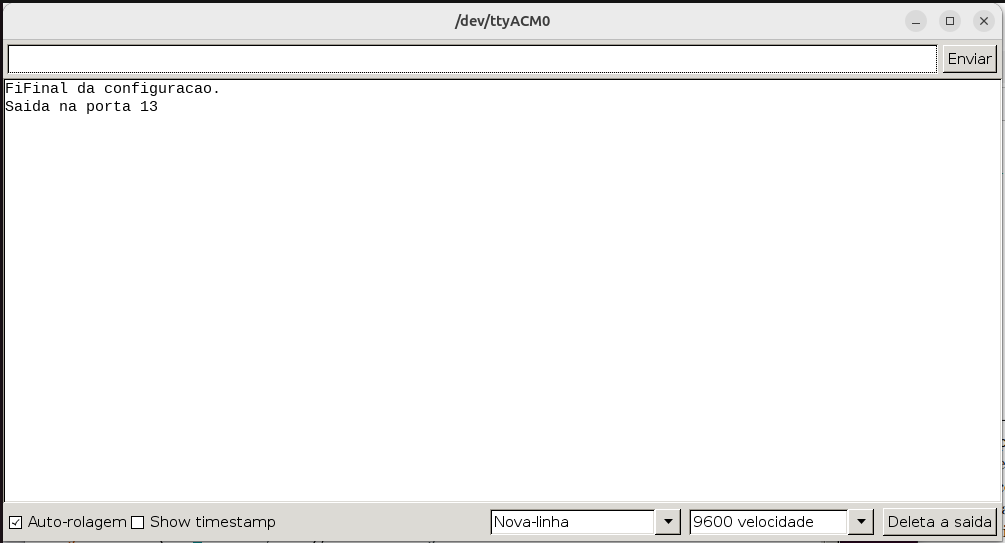 /dev/ttyACM0
Enviar
FiFinal da configuracao.
Saida na porta 13
Auto-rolagem Show timestamp Nova-linha 9600 velocidade Deleta a saida